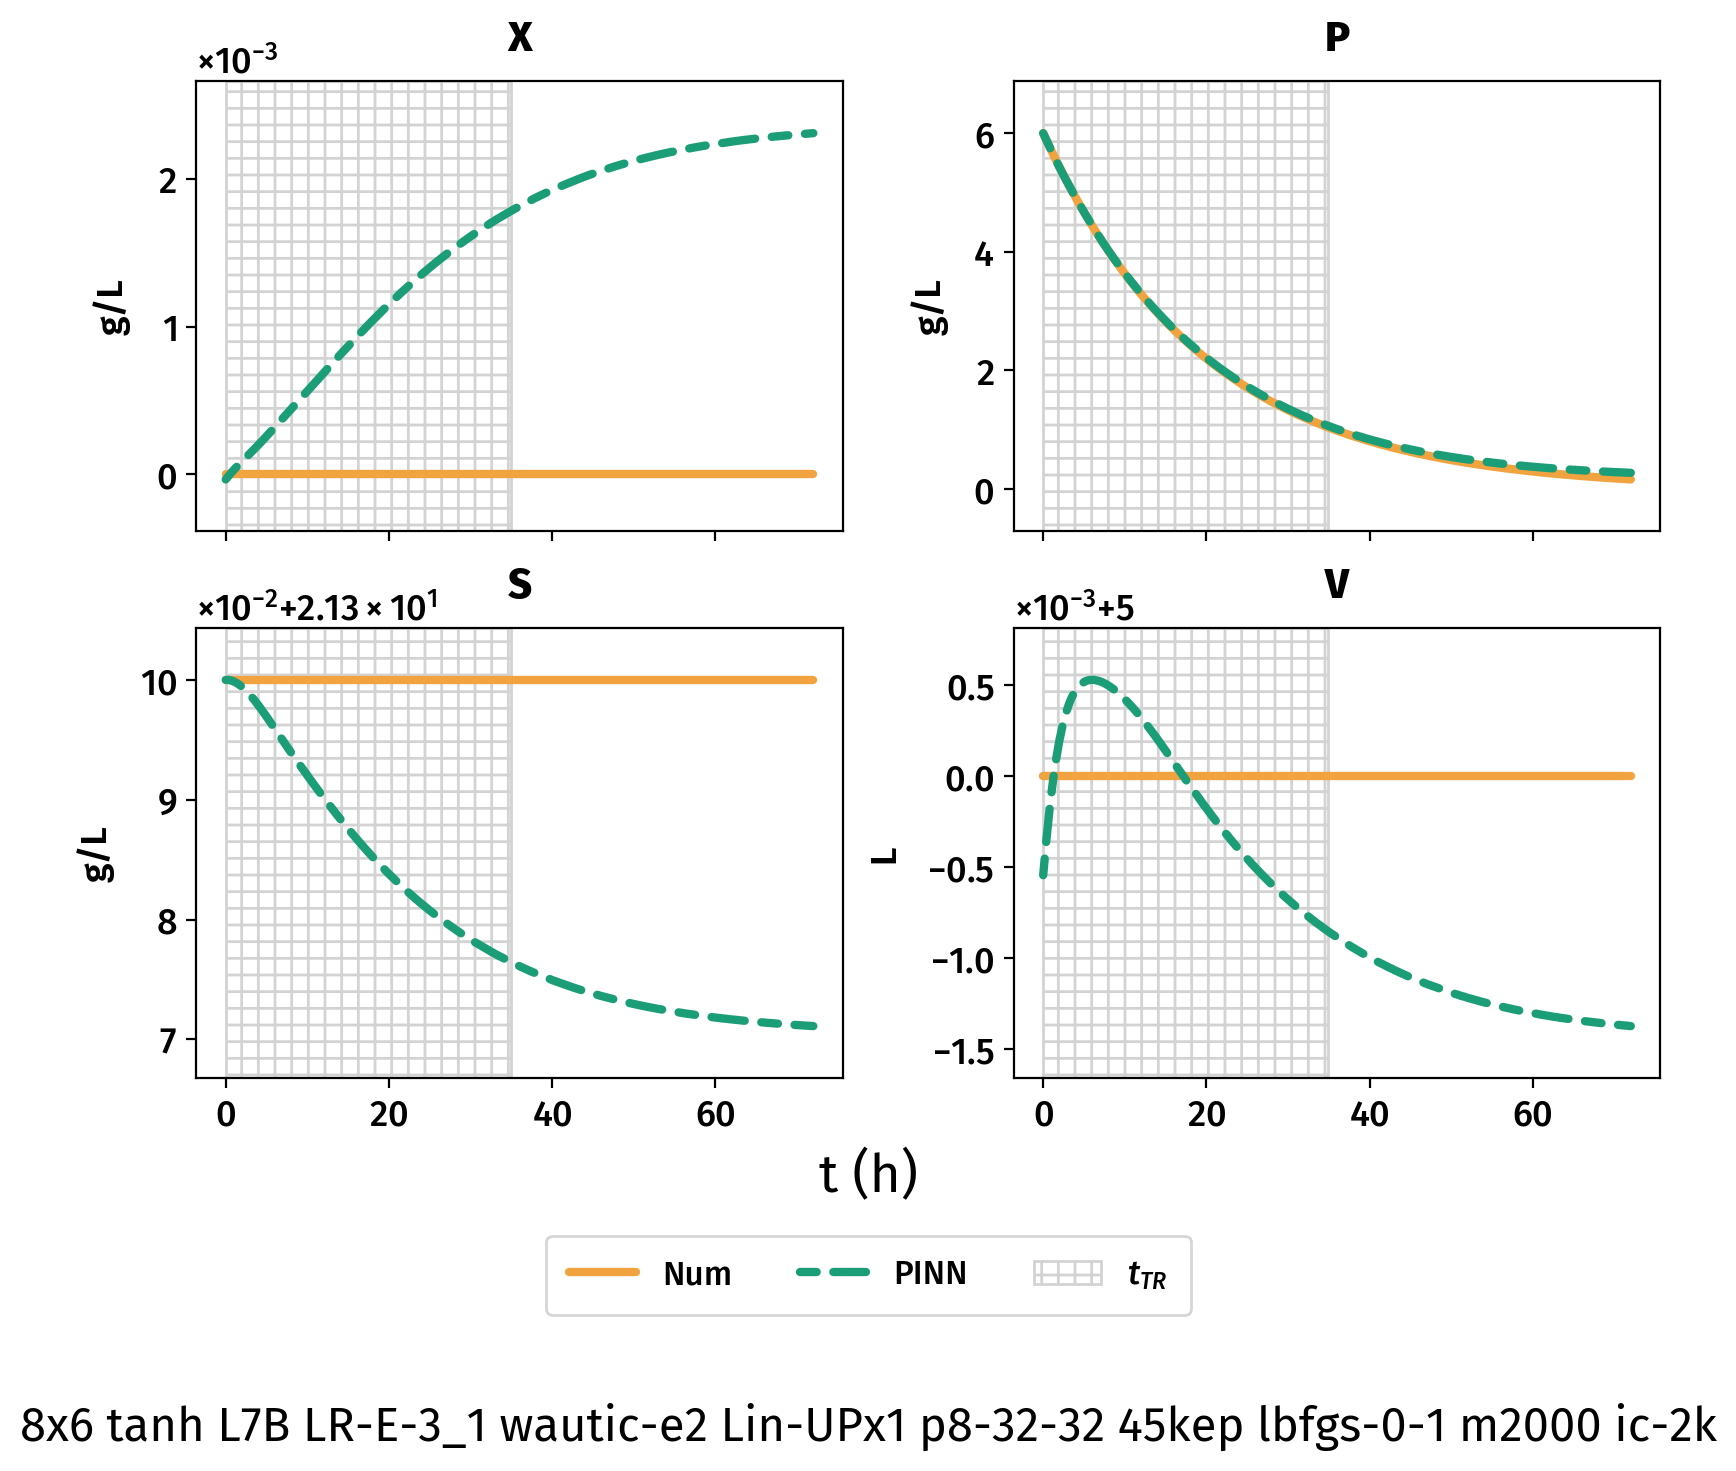 X
×10⁻³
g/L
2
1
0
P
g/L
6
4
2
0
S
×10⁻²+2.13 × 10¹
g/L
10
9
8
7
0 20 40 60
V
×10⁻³+5
L
0.5
0.0
−0.5
−1.0
−1.5
0 20 40 60
t (h)
Num PINN t_TR
8x6 tanh L7B LR-E-3_1 wautic-e2 Lin-UPx1 p8-32-32 45kep lbfgs-0-1 m2000 ic-2k